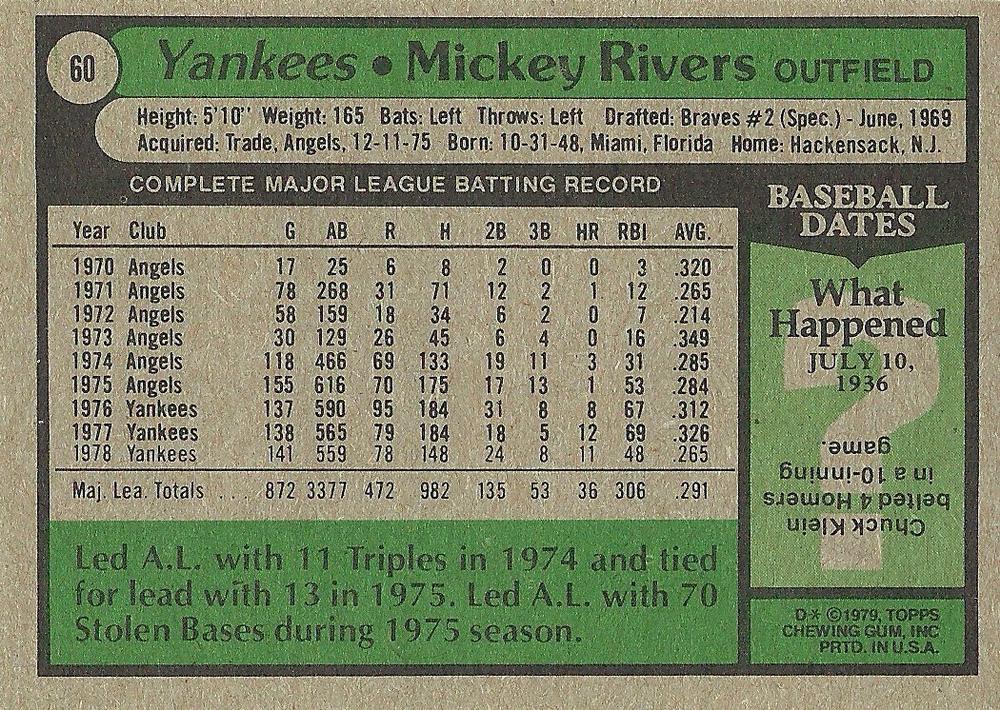 60
Yankees • Mickey Rivers OUTFIELD
Height: 5'10" Weight: 165 Bats: Left Throws: Left Drafted: Braves #2 (Spec.) - June, 1969
Acquired: Trade, Angels, 12-11-75 Born: 10-31-48, Miami, Florida Home: Hackensack, N.J.
COMPLETE MAJOR LEAGUE BATTING RECORD
Year Club G AB R H 2B 3B HR RBI AVG.
1970 Angels 17 25 6 8 2 0 0 3 .320
1971 Angels 78 268 31 71 12 2 1 12 .265
1972 Angels 58 159 18 34 6 2 0 7 .214
1973 Angels 30 129 26 45 6 4 0 16 .349
1974 Angels 118 466 69 133 19 11 3 31 .285
1975 Angels 155 616 70 175 17 13 1 53 .284
1976 Yankees 137 590 95 184 31 8 8 67 .312
1977 Yankees 138 565 79 184 18 5 12 69 .326
1978 Yankees 141 559 78 148 24 8 11 48 .265
Maj. Lea. Totals ... 872 3377 472 982 135 53 36 306 .291
Led A.L. with 11 Triples in 1974 and tied
for lead with 13 in 1975. Led A.L. with 70
Stolen Bases during 1975 season.
BASEBALL
DATES
What
Happened
JULY 10,
1936
?
Chuck Klein
belted 4 Homers
in a 10-inning
game.
D* ©1979, TOPPS
CHEWING GUM, INC
PRTD. IN U.S.A.